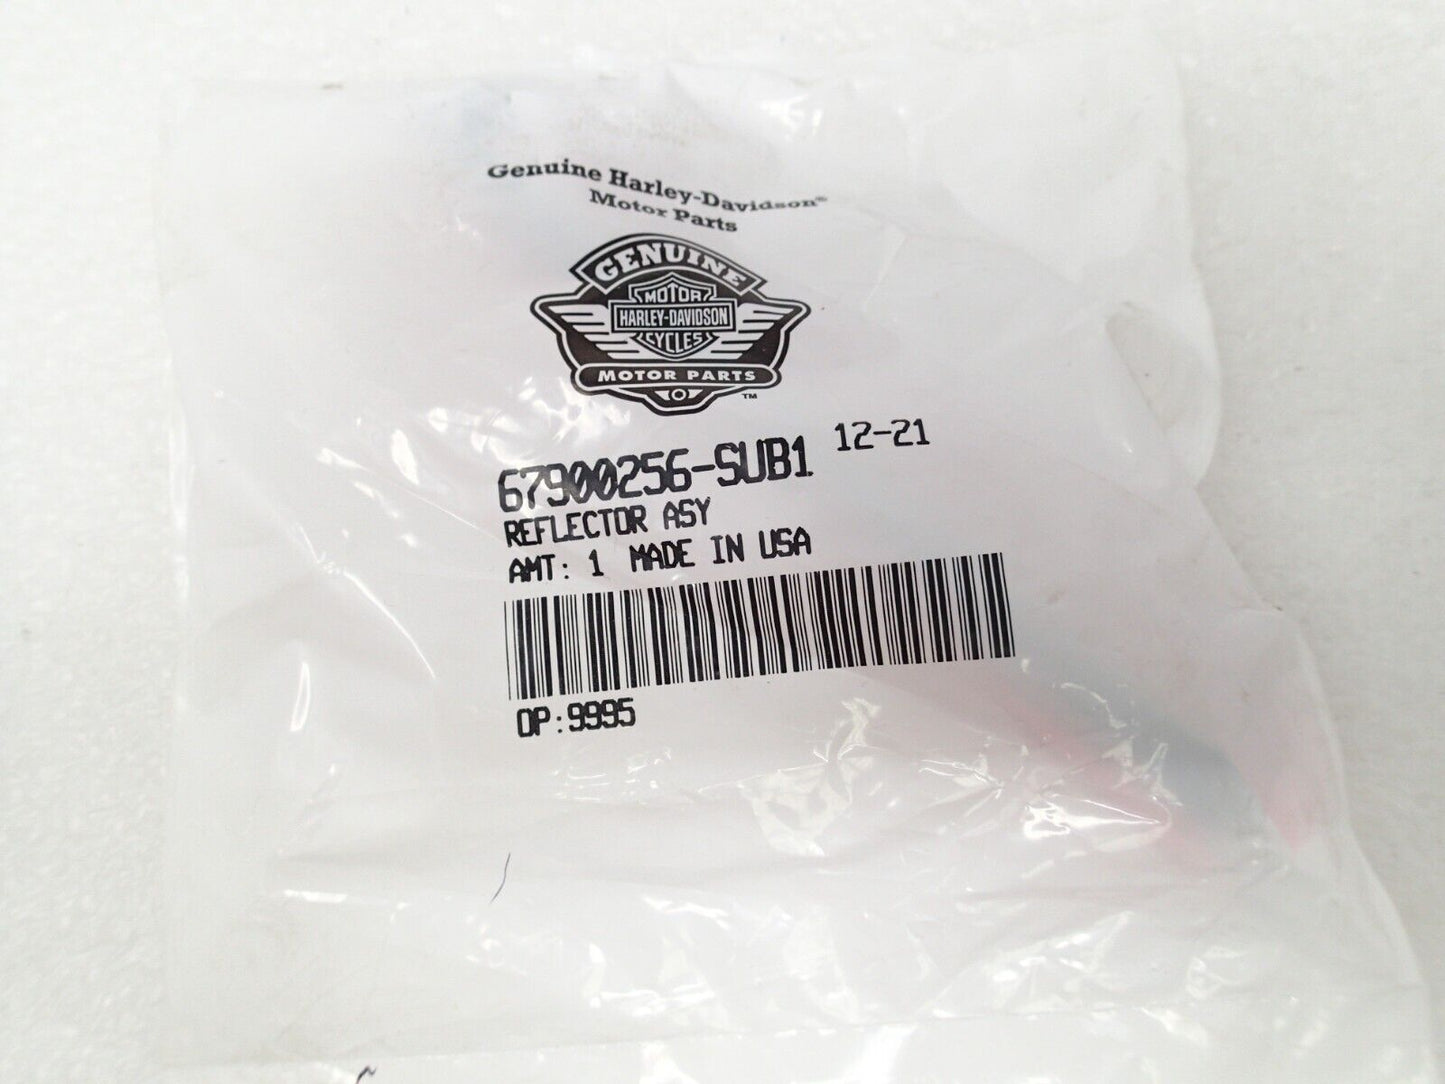 Genuine Harley-Davidson®
Motor Parts
GENUINE
MOTOR
HARLEY-DAVIDSON
CYCLES
MOTOR PARTS
TM
67900256-SUB1 12-21
REFLECTOR ASY
AMT: 1 MADE IN USA
OP:9995